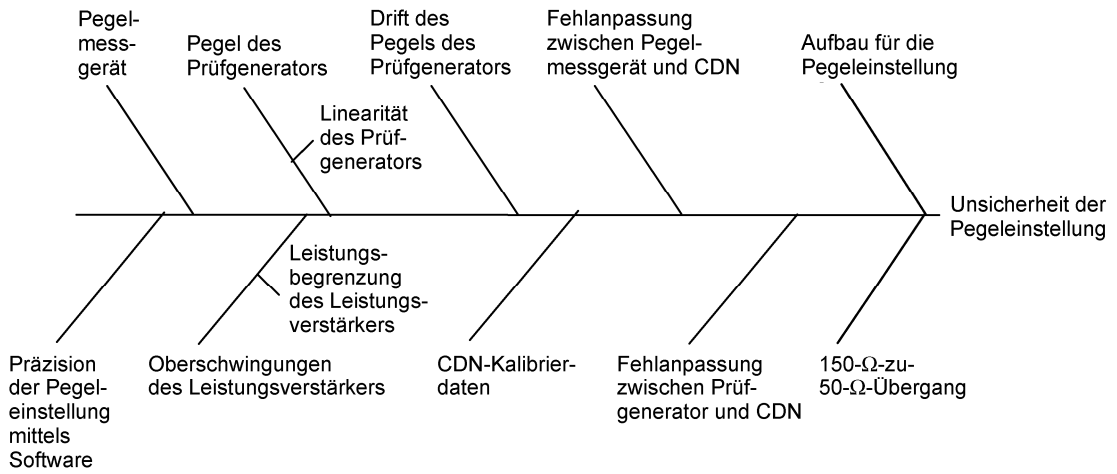 Pegel-
mess-
gerät
Pegel des
Prüfgenerators
Drift des
Pegels des
Prüfgenerators
Fehlanpassung
zwischen Pegel-
messgerät und CDN
Aufbau für die
Pegeleinstellung
Linearität
des Prüf-
generators
Unsicherheit der
Pegeleinstellung
Leistungs-
begrenzung
des Leistungs-
verstärkers
Präzision
der Pegel-
einstellung
mittels
Software
Oberschwingungen
des Leistungsverstärkers
CDN-Kalibrier-
daten
Fehlanpassung
zwischen Prüf-
generator und CDN
150-Ω-zu-
50-Ω-Übergang